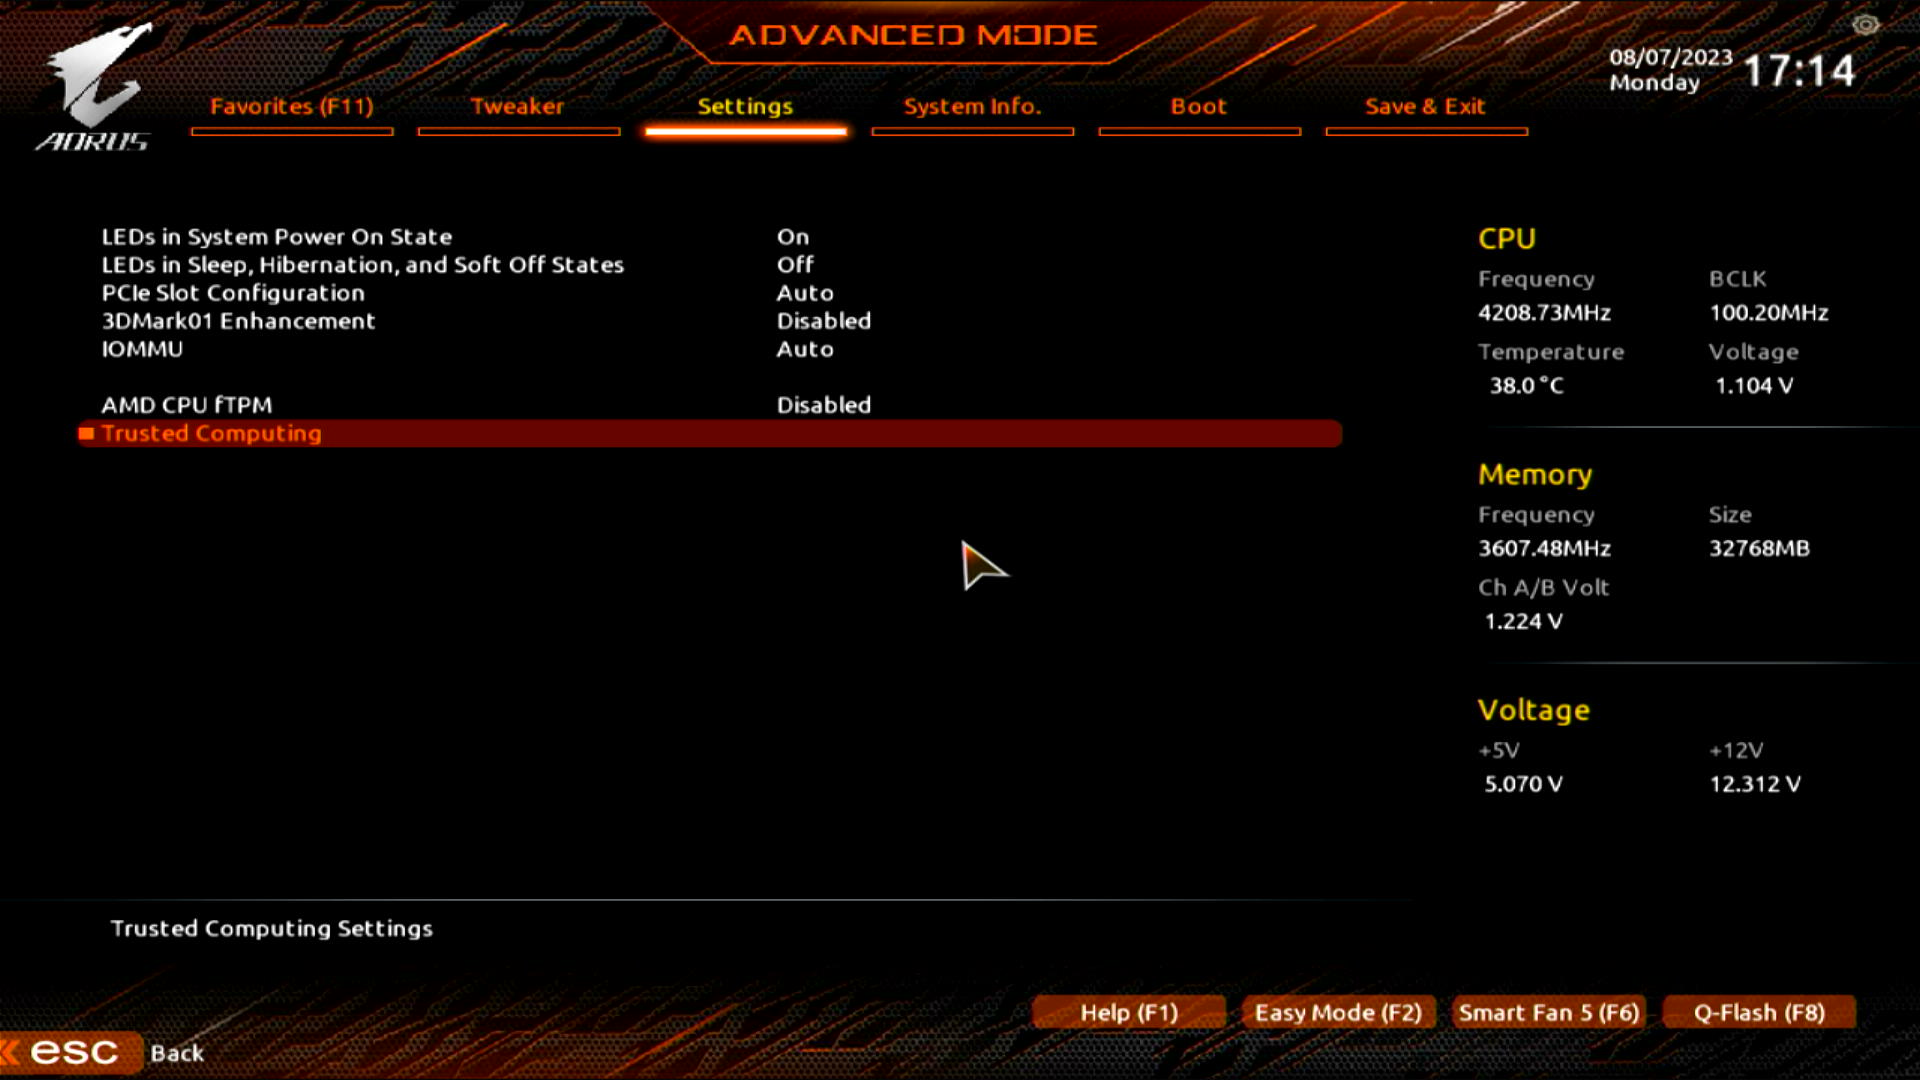 ADVANCED MODE
08/07/2023
Monday
17:14
AORUS
Favorites (F11)
Tweaker
Settings
System Info.
Boot
Save & Exit
LEDs in System Power On State On
LEDs in Sleep, Hibernation, and Soft Off States Off
PCIe Slot Configuration Auto
3DMark01 Enhancement Disabled
IOMMU Auto
AMD CPU fTPM Disabled
Trusted Computing
CPU
Frequency BCLK
4208.73MHz 100.20MHz
Temperature Voltage
38.0 °C 1.104 V
Memory
Frequency Size
3607.48MHz 32768MB
Ch A/B Volt
1.224 V
Voltage
+5V +12V
5.070 V 12.312 V
Trusted Computing Settings
Help (F1)
Easy Mode (F2)
Smart Fan 5 (F6)
Q-Flash (F8)
esc Back